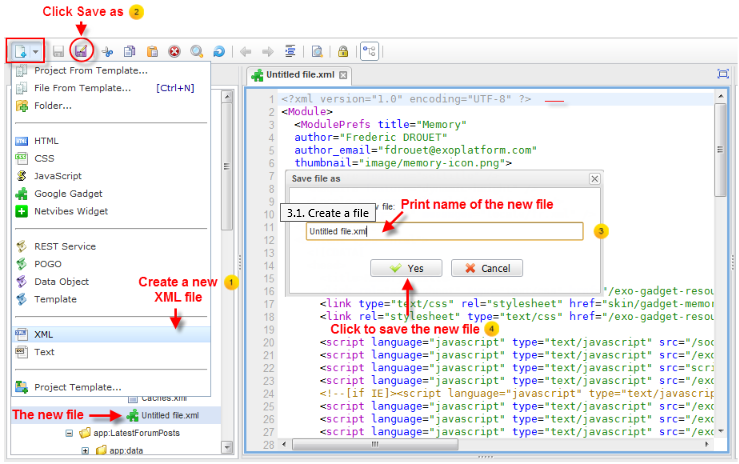 Click Save as 2
Project From Template...
File From Template... [Ctrl+N]
Folder...
HTML
CSS
JavaScript
Google Gadget
Netvibes Widget
REST Service
POGO
Data Object
Template
Create a new 1
XML file
XML
Text
Project Template...
Caches.xml
The new file
Untitled file.xml
app:LatestForumPosts
app:data
Untitled file.xml
1 <?xml version="1.0" encoding="UTF-8" ?>
2 <Module>
3 <ModulePrefs title="Memory"
4 author="Frederic DROUET"
5 author_email="fdrouet@exoplatform.com"
6 thumbnail="image/memory-icon.png">
7
8
9
10
11
12
13
14
15
Save file as
file:
3.1. Create a file
Print name of the new file
Untitled file.xml
3
Yes
Cancel
16 "/exo-gadget-resou
17 <link type="text/css" rel="stylesheet" href="skin/gadget-memor
18 <link rel="stylesheet" type="text/css" href="/exo-gadget-resou
Click to save the new file 4
20 <script language="javascript" type="text/javascript" src="/soc
21 <script language="javascript" type="text/javascript" src="/exo
22 <script language="javascript" type="text/javascript" src="scri
23 <script language="javascript" type="text/javascript" src="/exo
24 <!--[if IE]><script language="javascript" type="text/javascrip
25 <script language="javascript" type="text/javascript" src="/exo
26 <script language="javascript" type="text/javascript" src="/exo
27 <script language="javascript" type="text/javascript" src="/exo
28